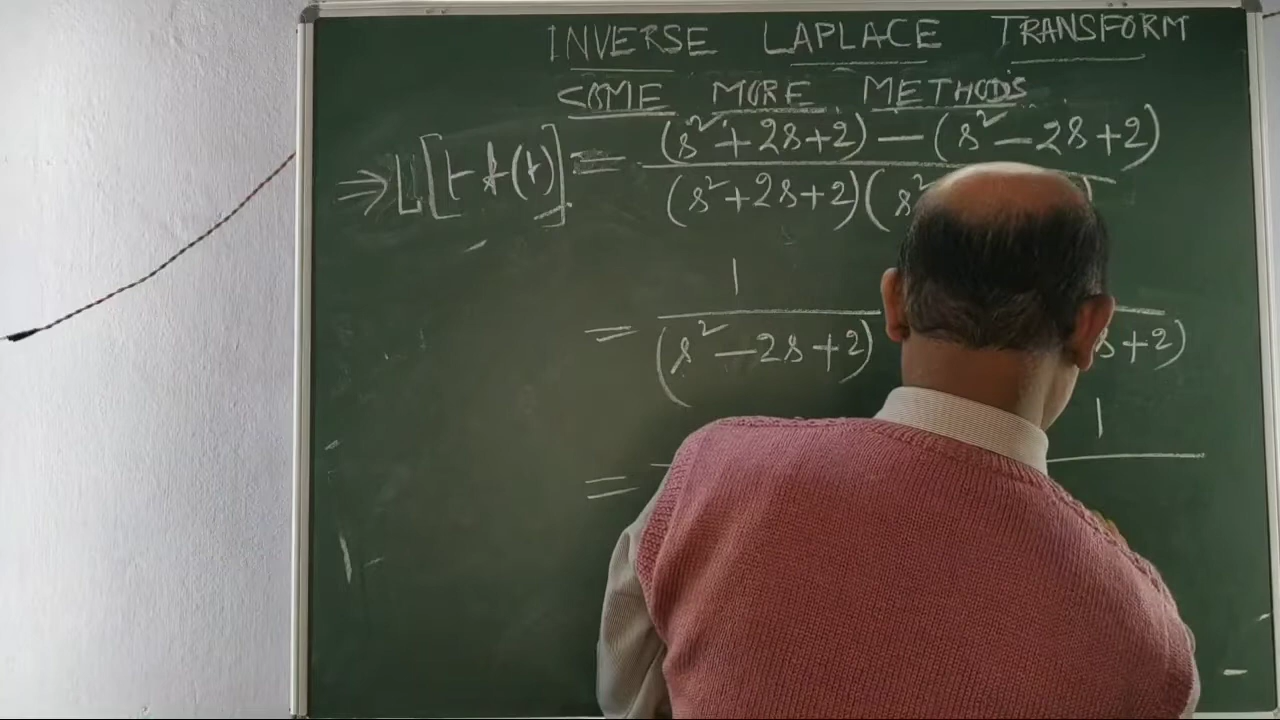 INVERSE LAPLACE TRANSFORM
SOME MORE METHODS
⇒ L[t f(t)] = (s²+2s+2) − (s²−2s+2)
(s²+2s+2)(s²
1
= (s²−2s+2) s+2)
1
=